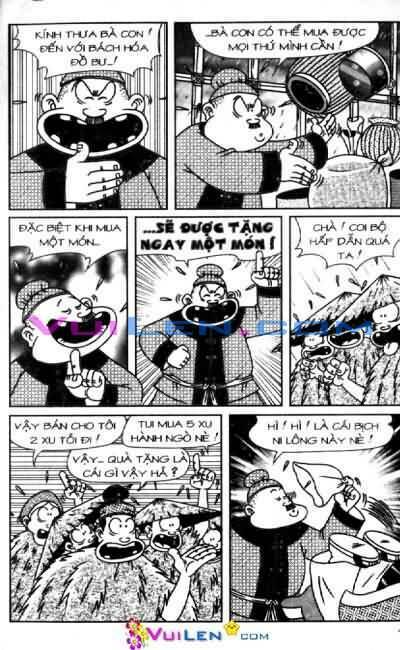 KÍNH THƯA BÀ CON !
ĐẾN VỚI BÁCH HÓA
ĐỒ BƯ...!
...BÀ CON CÓ THỂ MUA ĐƯỢC
MỌI THỨ MÌNH CẦN !
ĐẶC BIỆT KHI MUA
MỘT MÓN...
...SẼ ĐƯỢC TẶNG
NGAY MỘT MÓN !
CHÀ ! COI BỘ
HẤP DẪN QUÁ
TA !
VUILEN.COM
VẬY BÁN CHO TÔI
2 XU TỎI ĐI !
TUI MUA 5 XU
HÀNH NGÒ NÈ !
VẬY... QUÀ TẶNG LÀ
CÁI GÌ VẬY HẢ ?
HÌ ! HÌ ! LÀ CÁI BỊCH
NI LÔNG NÀY NÈ !
VUILEN.COM